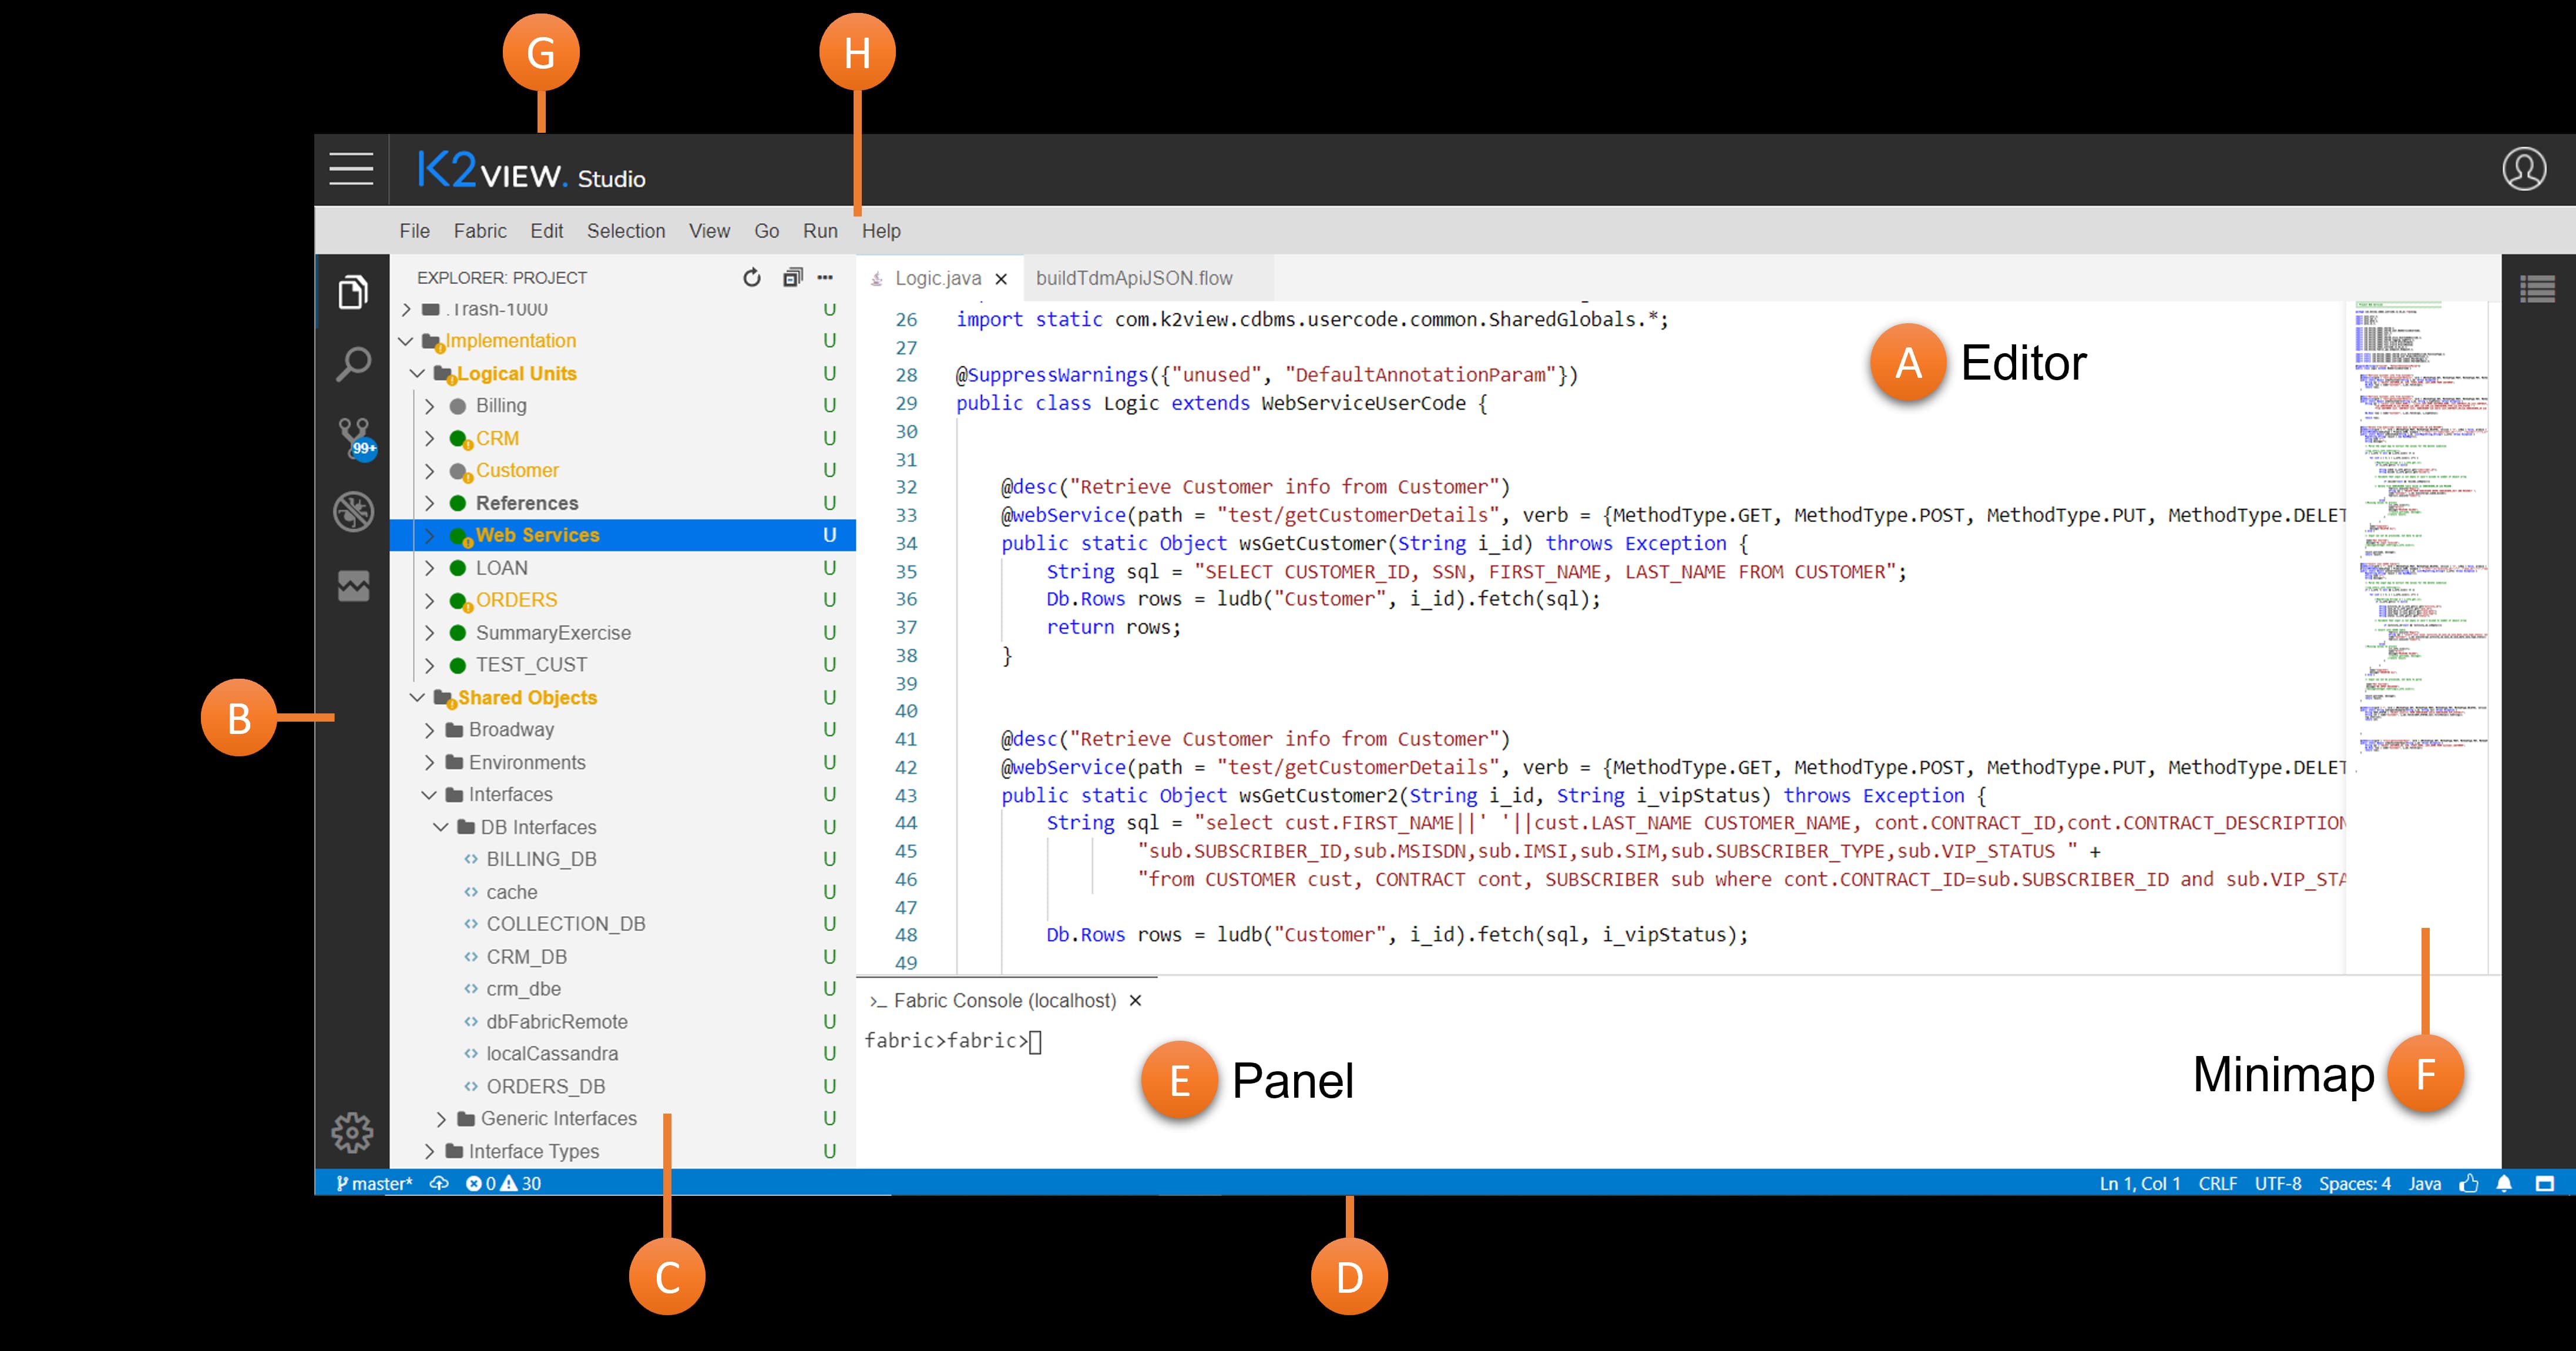 G
H
K2VIEW. Studio
File Fabric Edit Selection View Go Run Help
EXPLORER: PROJECT
.Trash-1000 U
Implementation U
Logical Units U
Billing U
CRM U
99+
Customer U
References U
Web Services U
LOAN U
ORDERS U
SummaryExercise U
TEST_CUST U
Shared Objects U
B
Broadway U
Environments U
Interfaces U
DB Interfaces U
BILLING_DB U
cache U
COLLECTION_DB U
CRM_DB U
crm_dbe U
dbFabricRemote U
localCassandra U
ORDERS_DB U
Generic Interfaces U
Interface Types U
Logic.java × buildTdmApiJSON.flow
26 import static com.k2view.cdbms.usercode.common.SharedGlobals.*;
27
28 @SuppressWarnings({"unused", "DefaultAnnotationParam"})
29 public class Logic extends WebServiceUserCode {
30
31
32 @desc("Retrieve Customer info from Customer")
33 @webService(path = "test/getCustomerDetails", verb = {MethodType.GET, MethodType.POST, MethodType.PUT, MethodType.DELET
34 public static Object wsGetCustomer(String i_id) throws Exception {
35 String sql = "SELECT CUSTOMER_ID, SSN, FIRST_NAME, LAST_NAME FROM CUSTOMER";
36 Db.Rows rows = ludb("Customer", i_id).fetch(sql);
37 return rows;
38 }
39
40
41 @desc("Retrieve Customer info from Customer")
42 @webService(path = "test/getCustomerDetails", verb = {MethodType.GET, MethodType.POST, MethodType.PUT, MethodType.DELET
43 public static Object wsGetCustomer2(String i_id, String i_vipStatus) throws Exception {
44 String sql = "select cust.FIRST_NAME||' '||cust.LAST_NAME CUSTOMER_NAME, cont.CONTRACT_ID,cont.CONTRACT_DESCRIPTION
45 "sub.SUBSCRIBER_ID,sub.MSISDN,sub.IMSI,sub.SIM,sub.SUBSCRIBER_TYPE,sub.VIP_STATUS " +
46 "from CUSTOMER cust, CONTRACT cont, SUBSCRIBER sub where cont.CONTRACT_ID=sub.SUBSCRIBER_ID and sub.VIP_STA
47
48 Db.Rows rows = ludb("Customer", i_id).fetch(sql, i_vipStatus);
49
A Editor
>_ Fabric Console (localhost) ×
fabric>fabric>
E Panel
Minimap F
master* 0 30
Ln 1, Col 1 CRLF UTF-8 Spaces: 4 Java
C
D